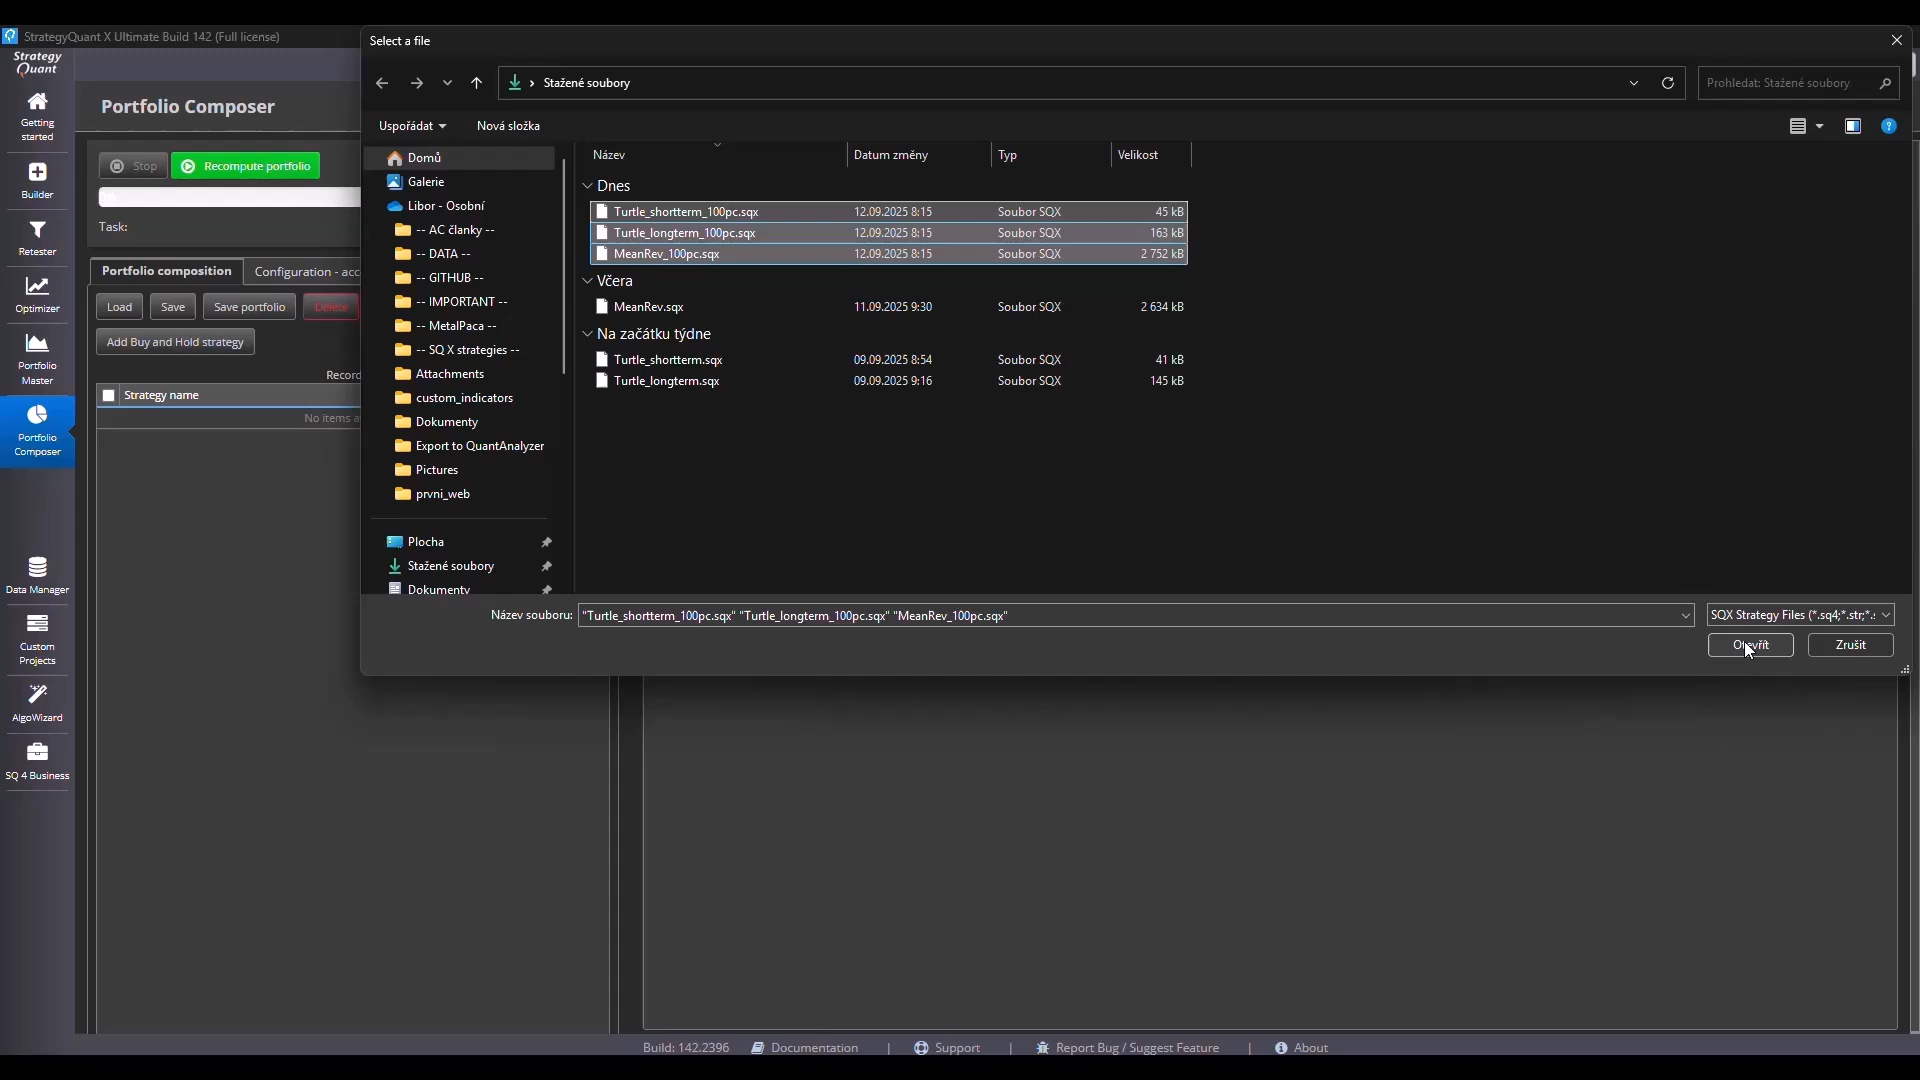 StrategyQuant X Ultimate Build 142 (Full license)
Strategy
Quant
Getting
started
Builder
Retester
Optimizer
Portfolio
Master
Portfolio
Composer
Data Manager
Custom
Projects
AlgoWizard
SQ 4 Business
Portfolio Composer
Stop
Recompute portfolio
Task:
Portfolio composition
Configuration - acc
Load
Save
Save portfolio
Delete
Add Buy and Hold strategy
Record
Strategy name
No items a
Select a file
Stažené soubory
Prohledat: Stažené soubory
Uspořádat
Nová složka
Domů
Galerie
Libor - Osobní
-- AC članky --
-- DATA --
-- GITHUB --
-- IMPORTANT --
-- MetalPaca --
-- SQ X strategies --
Attachments
custom_indicators
Dokumenty
Export to QuantAnalyzer
Pictures
prvni_web
Plocha
Stažené soubory
Dokumenty
Název Datum změny Typ Velikost
Dnes
Turtle_shortterm_100pc.sqx 12.09.2025 8:15 Soubor SQX 45 kB
Turtle_longterm_100pc.sqx 12.09.2025 8:15 Soubor SQX 163 kB
MeanRev_100pc.sqx 12.09.2025 8:15 Soubor SQX 2 752 kB
Včera
MeanRev.sqx 11.09.2025 9:30 Soubor SQX 2 634 kB
Na začátku týdne
Turtle_shortterm.sqx 09.09.2025 8:54 Soubor SQX 41 kB
Turtle_longterm.sqx 09.09.2025 9:16 Soubor SQX 145 kB
Název souboru: "Turtle_shortterm_100pc.sqx" "Turtle_longterm_100pc.sqx" "MeanRev_100pc.sqx"
SQX Strategy Files (*.sq4;*.str;*.
Otevřít
Zrušit
Build: 142.2396 Documentation | Support | Report Bug / Suggest Feature | About